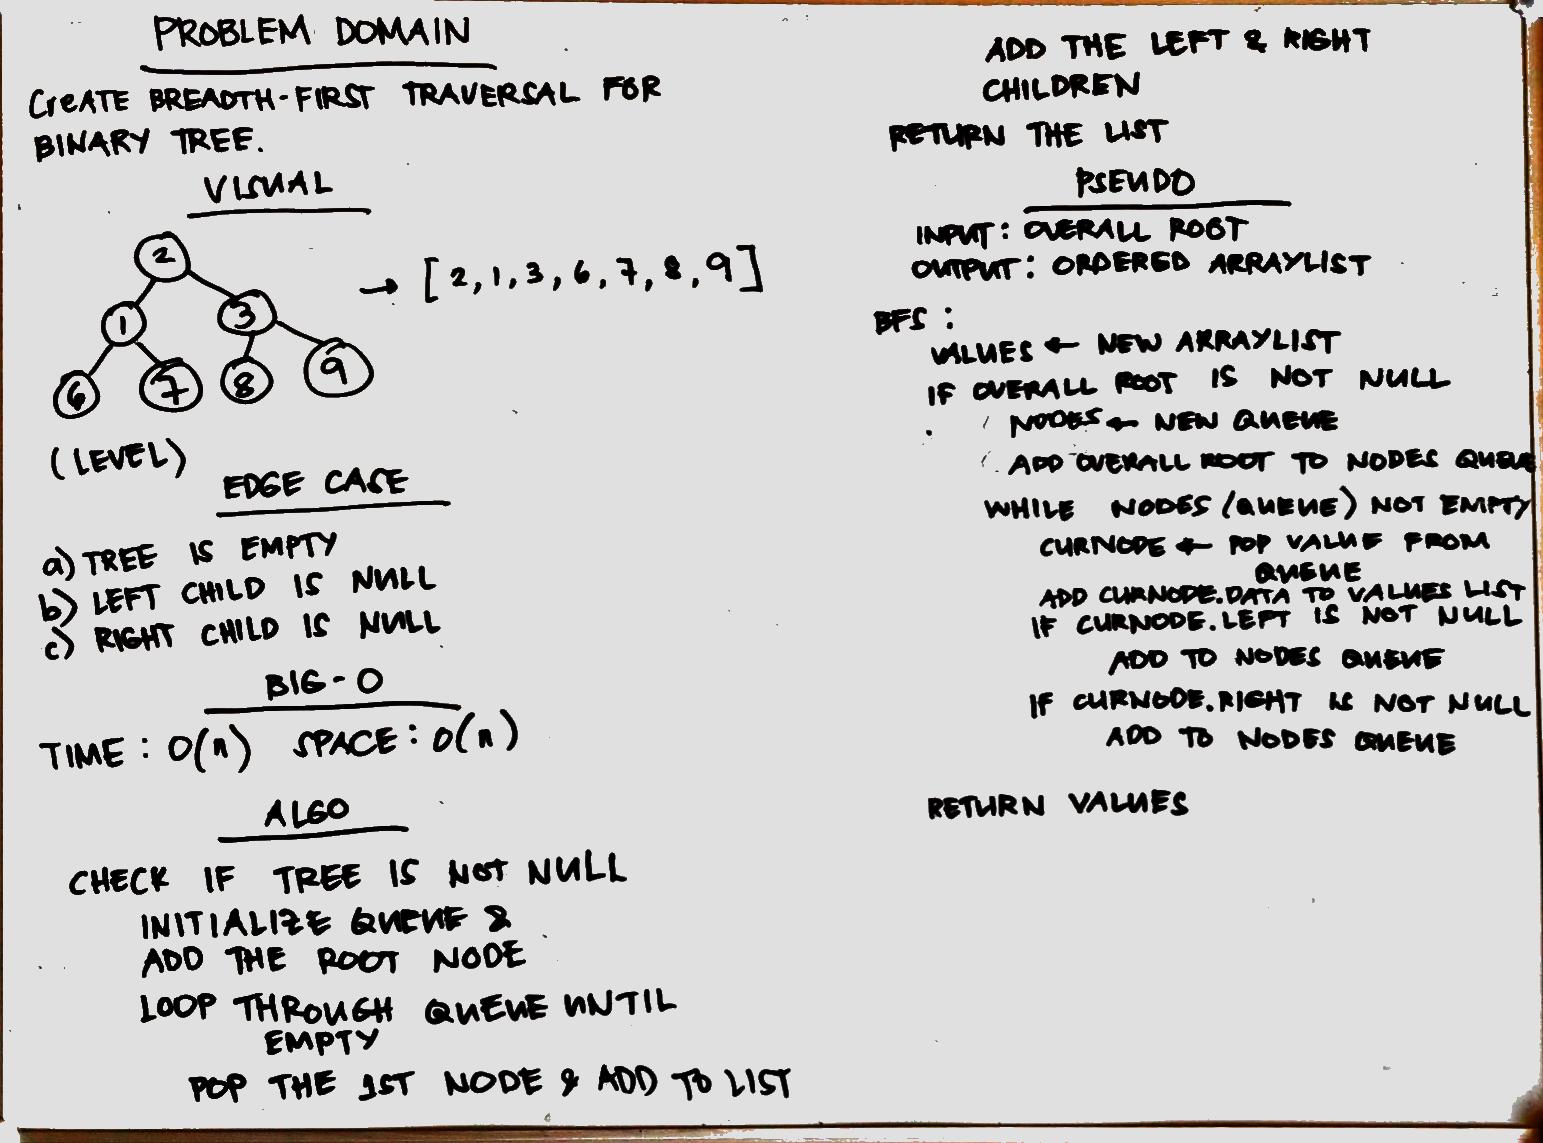 PROBLEM DOMAIN
CREATE BREADTH-FIRST TRAVERSAL FOR
BINARY TREE.
VISUAL
2
1
3
6
7
8
9
→ [2,1,3,6,7,8,9]
(LEVEL)
EDGE CASE
a) TREE IS EMPTY
b) LEFT CHILD IS NULL
c) RIGHT CHILD IS NULL
BIG-O
TIME: O(n) SPACE: O(n)
ALGO
CHECK IF TREE IS NOT NULL
INITIALIZE QUEUE &
ADD THE ROOT NODE
LOOP THROUGH QUEUE UNTIL
EMPTY
POP THE 1ST NODE & ADD TO LIST
ADD THE LEFT & RIGHT
CHILDREN
RETURN THE LIST
PSEUDO
INPUT: OVERALL ROOT
OUTPUT: ORDERED ARRAYLIST
BFS:
VALUES ← NEW ARRAYLIST
IF OVERALL ROOT IS NOT NULL
NODES ← NEW QUEUE
ADD OVERALL ROOT TO NODES QUEUE
WHILE NODES (QUEUE) NOT EMPTY
CURNODE ← POP VALUE FROM
QUEUE
ADD CURNODE.DATA TO VALUES LIST
IF CURNODE.LEFT IS NOT NULL
ADD TO NODES QUEUE
IF CURNODE.RIGHT IS NOT NULL
ADD TO NODES QUEUE
RETURN VALUES